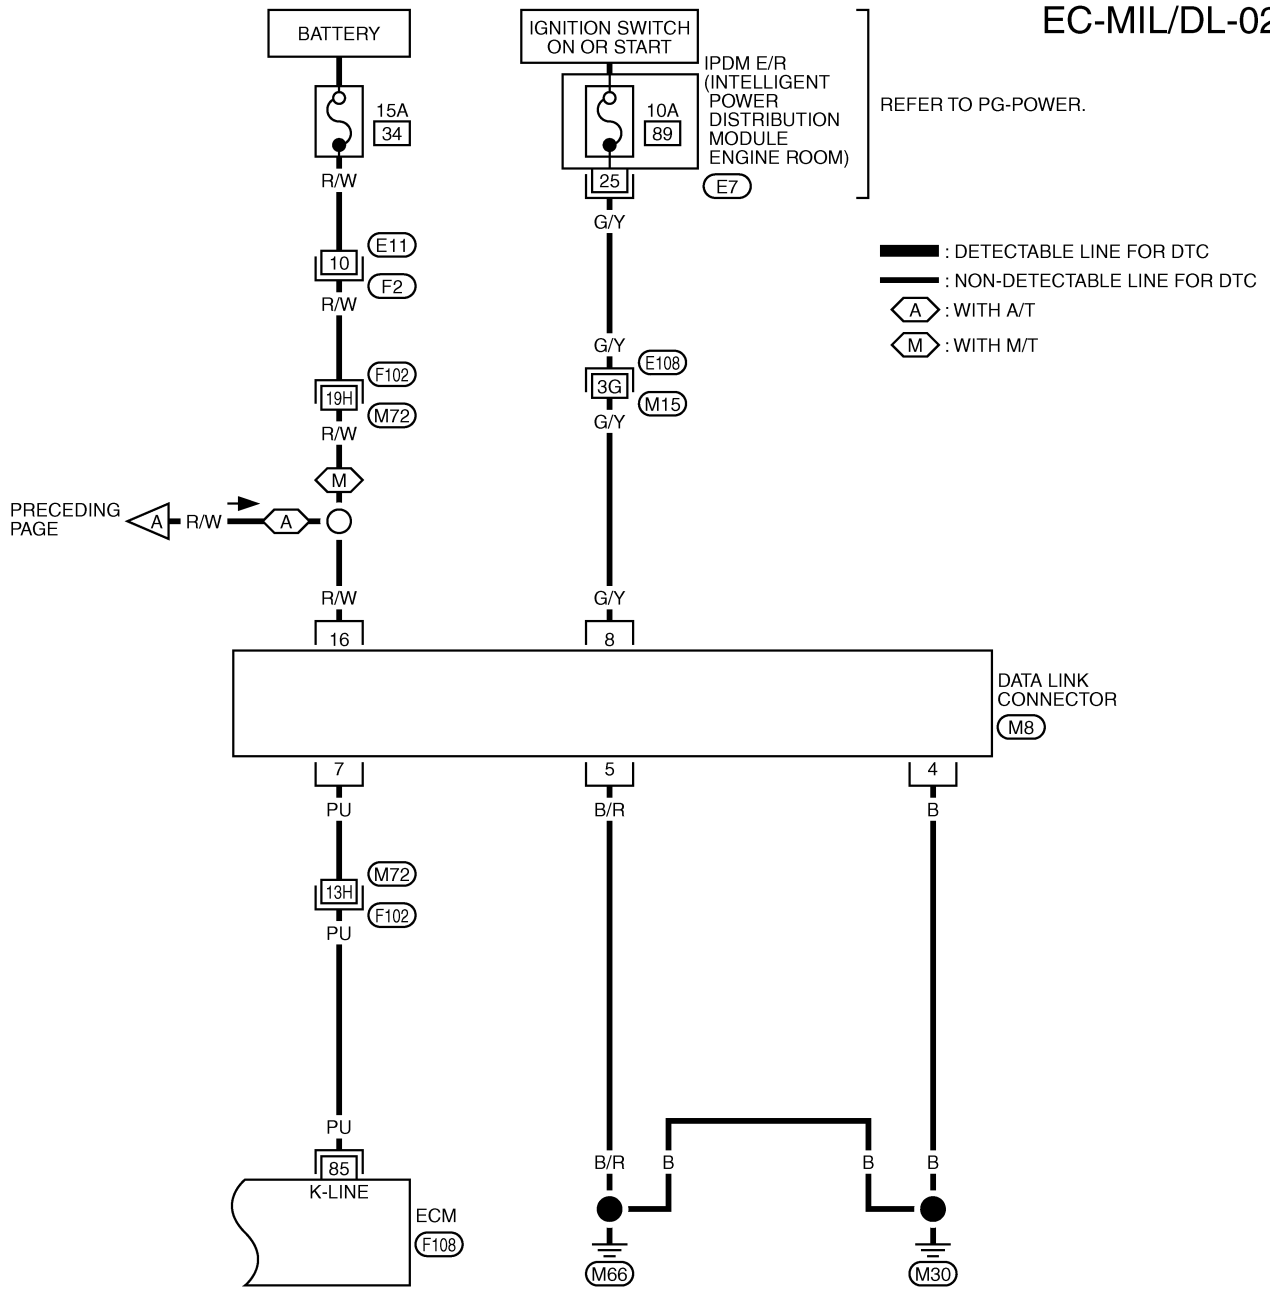 EC-MIL/DL-02
BATTERY
IGNITION SWITCH
ON OR START
IPDM E/R
(INTELLIGENT
POWER
DISTRIBUTION
MODULE
ENGINE ROOM)
E7
REFER TO PG-POWER.
15A
34
10A
89
R/W
25
G/Y
E11
10
F2
R/W
: DETECTABLE LINE FOR DTC
: NON-DETECTABLE LINE FOR DTC
A : WITH A/T
M : WITH M/T
G/Y
E108
3G
M15
G/Y
F102
19H
M72
R/W
M
PRECEDING
PAGE
A
R/W
A
R/W
G/Y
16
8
DATA LINK
CONNECTOR
M8
7
5
4
PU
B/R
B
M72
13H
F102
PU
PU
85
K-LINE
ECM
F108
B/R
B
B
B
M66
M30